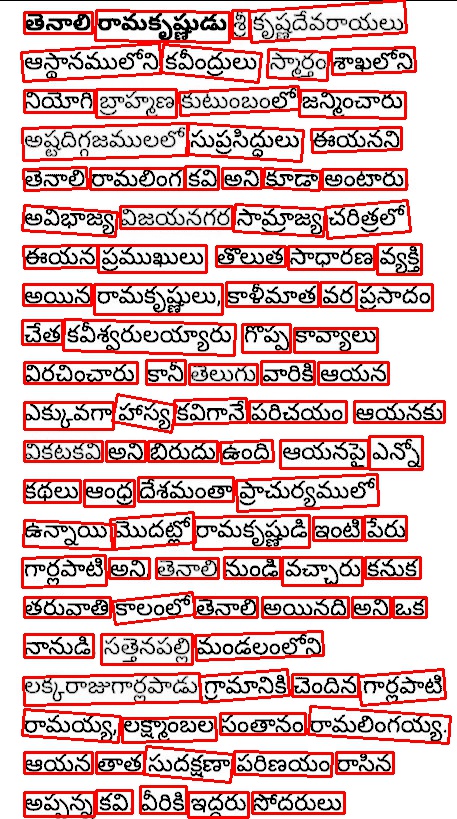 తెనాలి రామకృష్ణుడు శ్రీ కృష్ణదేవరాయలు
ఆస్థానములోని కవీంద్రులు స్మార్తం శాఖలోని
నియోగి బ్రాహ్మణ కుటుంబంలో జన్మించారు
అష్టదిగ్గజములలో సుప్రసిద్ధులు ఈయనని
తెనాలి రామలింగ కవి అని కూడా అంటారు
అవిభాజ్య విజయనగర సామ్రాజ్య చరిత్రలో
ఈయన ప్రముఖులు తొలుత సాధారణ వ్యక్తి
అయిన రామకృష్ణులు, కాళీమాత వర ప్రసాదం
చేత కవీశ్వరులయ్యారు గొప్ప కావ్యాలు
విరచించారు కానీ తెలుగు వారికి ఆయన
ఎక్కువగా హాస్య కవిగానే పరిచయం ఆయనకు
వికటకవి అని బిరుదు ఉంది ఆయనపై ఎన్నో
కథలు ఆంధ్ర దేశమంతా ప్రాచుర్యములో
ఉన్నాయి మొదట్లో రామకృష్ణుడి ఇంటి పేరు
గార్లపాటి అని తెనాలి నుండి వచ్చారు కనుక
తరువాతి కాలంలో తెనాలి అయినది అని ఒక
నానుడి సత్తెనపల్లి మండలంలోని
లక్కరాజుగార్లపాడు గ్రామానికి చెందిన గార్లపాటి
రామయ్య, లక్ష్మాంబల సంతానం రామలింగయ్య.
ఆయన తాత సుదక్షణా పరిణయం రాసిన
అప్పన్న కవి వీరికి ఇద్దరు సోదరులు